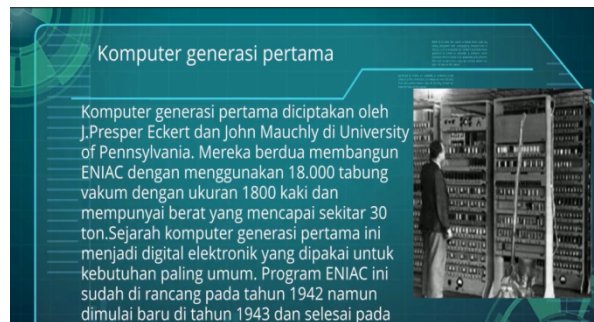 Komputer generasi pertama
Komputer generasi pertama diciptakan oleh
J.Presper Eckert dan John Mauchly di University
of Pennsylvania. Mereka berdua membangun
ENIAC dengan menggunakan 18.000 tabung
vakum dengan ukuran 1800 kaki dan
mempunyai berat yang mencapai sekitar 30
ton.Sejarah komputer generasi pertama ini
menjadi digital elektronik yang dipakai untuk
kebutuhan paling umum. Program ENIAC ini
sudah di rancang pada tahun 1942 namun
dimulai baru di tahun 1943 dan selesai pada